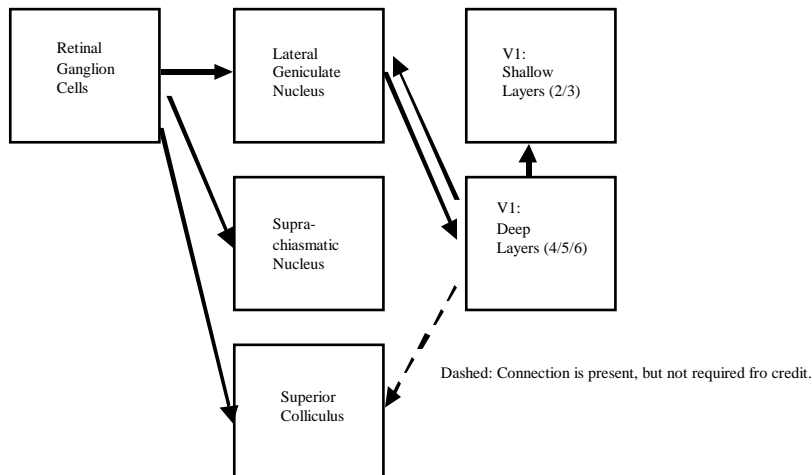 Retinal
Ganglion
Cells
Lateral
Geniculate
Nucleus
V1:
Shallow
Layers (2/3)
Supra-
chiasmatic
Nucleus
V1:
Deep
Layers (4/5/6)
Superior
Colliculus
Dashed: Connection is present, but not required fro credit.